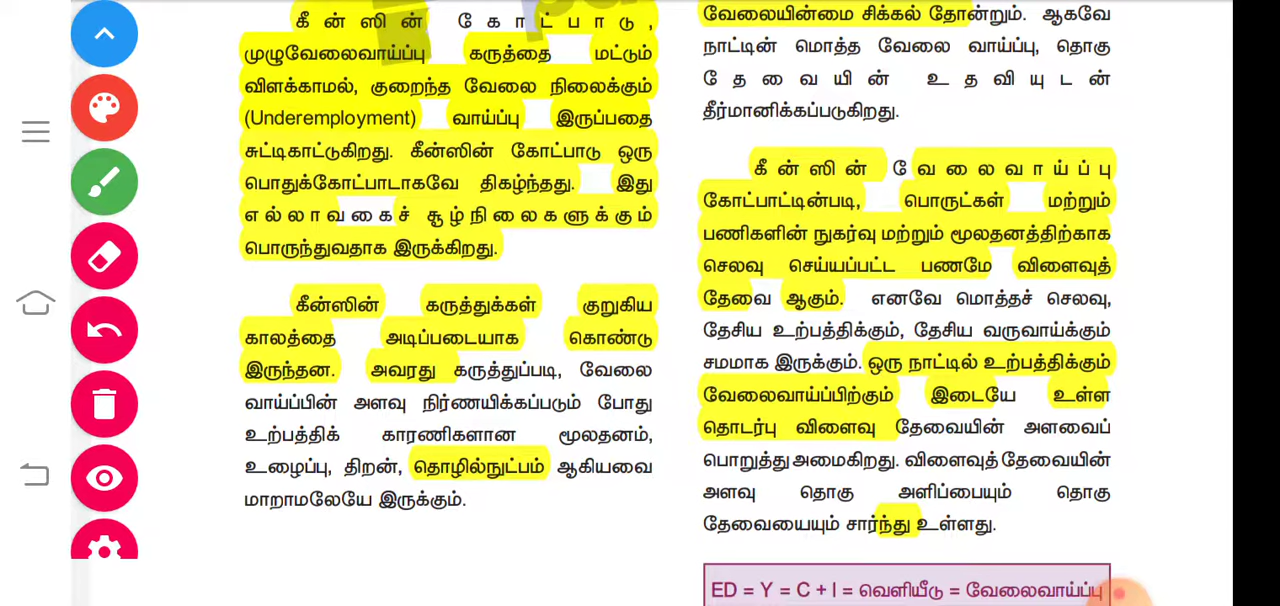 கீன்ஸின் கோட்பாடு,
முழுவேலைவாய்ப்பு கருத்தை மட்டும்
விளக்காமல், குறைந்த வேலை நிலைக்கும்
(Underemployment) வாய்ப்பு இருப்பதை
சுட்டிகாட்டுகிறது. கீன்ஸின் கோட்பாடு ஒரு
பொதுக்கோட்பாடாகவே திகழ்ந்தது. இது
எல்லாவகைச் சூழ்நிலைகளுக்கும்
பொருந்துவதாக இருக்கிறது.
கீன்ஸின் கருத்துக்கள் குறுகிய
காலத்தை அடிப்படையாக கொண்டு
இருந்தன. அவரது கருத்துப்படி, வேலை
வாய்ப்பின் அளவு நிர்ணயிக்கப்படும் போது
உற்பத்திக் காரணிகளான மூலதனம்,
உழைப்பு, திறன், தொழில்நுட்பம் ஆகியவை
மாறாமலேயே இருக்கும்.
வேலையின்மை சிக்கல் தோன்றும். ஆகவே
நாட்டின் மொத்த வேலை வாய்ப்பு, தொகு
தேவையின் உதவியுடன்
தீர்மானிக்கப்படுகிறது.
கீன்ஸின் வேலைவாய்ப்பு
கோட்பாட்டின்படி, பொருட்கள் மற்றும்
பணிகளின் நுகர்வு மற்றும் மூலதனத்திற்காக
செலவு செய்யப்பட்ட பணமே விளைவுத்
தேவை ஆகும். எனவே மொத்தச் செலவு,
தேசிய உற்பத்திக்கும், தேசிய வருவாய்க்கும்
சமமாக இருக்கும். ஒரு நாட்டில் உற்பத்திக்கும்
வேலைவாய்ப்பிற்கும் இடையே உள்ள
தொடர்பு விளைவு தேவையின் அளவைப்
பொறுத்து அமைகிறது. விளைவுத் தேவையின்
அளவு தொகு அளிப்பையும் தொகு
தேவையையும் சார்ந்து உள்ளது.
ED = Y = C + I = வெளியீடு = வேலைவாய்ப்பு